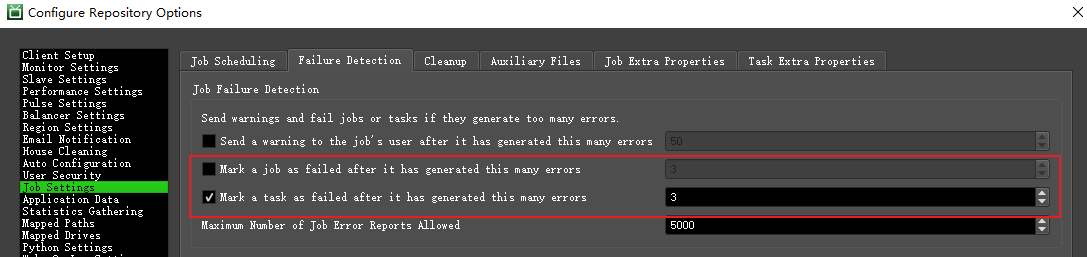 Configure Repository Options
Client Setup
Monitor Settings
Slave Settings
Performance Settings
Pulse Settings
Balancer Settings
Region Settings
Email Notification
House Cleaning
Auto Configuration
User Security
Job Settings
Application Data
Statistics Gathering
Mapped Paths
Mapped Drives
Python Settings
Job Scheduling Failure Detection Cleanup Auxiliary Files Job Extra Properties Task Extra Properties
Job Failure Detection
Send warnings and fail jobs or tasks if they generate too many errors.
Send a warning to the job's user after it has generated this many errors 50
Mark a job as failed after it has generated this many errors 3
Mark a task as failed after it has generated this many errors 3
Maximum Number of Job Error Reports Allowed 5000